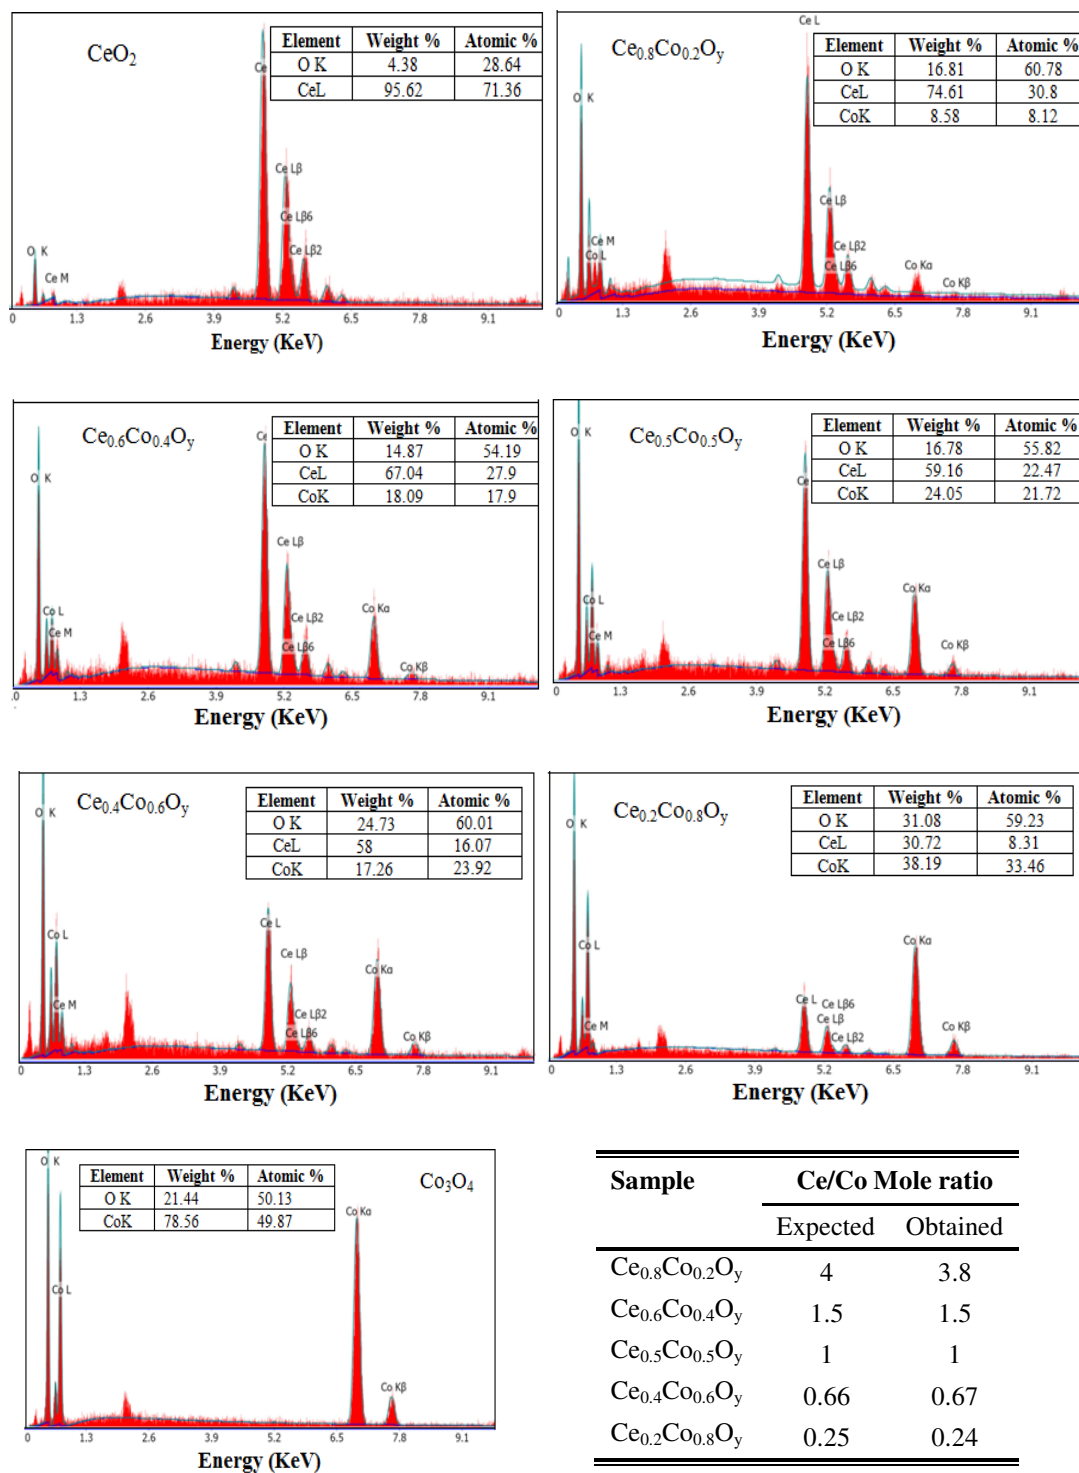 CeO2
Element Weight % Atomic %
O K 4.38 28.64
CeL 95.62 71.36
Ce
Ce Lβ
Ce Lβ6
Ce Lβ2
O K
Ce M
0 1.3 2.6 3.9 5.2 6.5 7.8 9.1
Energy (KeV)
Ce L
Ce0.8Co0.2Oy
Element Weight % Atomic %
O K 16.81 60.78
CeL 74.61 30.8
CoK 8.58 8.12
O K
Ce Lβ
Ce M
Co L
Ce Lβ2
Ce Lβ6
Co Kα
Co Kβ
0 1.3 2.6 3.9 5.2 6.5 7.8 9.1
Energy (KeV)
Ce0.6Co0.4Oy
Element Weight % Atomic %
O K 14.87 54.19
CeL 67.04 27.9
CoK 18.09 17.9
Ce
O K
Ce Lβ
Co L
Ce Lβ2
Co Kα
Ce M
Ce Lβ6
Co Kβ
.0 1.3 2.6 3.9 5.2 6.5 7.8 9.1
Energy (KeV)
Ce0.5Co0.5Oy
Element Weight % Atomic %
O K 16.78 55.82
CeL 59.16 22.47
CoK 24.05 21.72
O K
Ce
Ce Lβ
Co Kα
Co L
Ce Lβ2
Ce M
Ce Lβ6
Co Kβ
0 1.3 2.6 3.9 5.2 6.5 7.8 9.1
Energy (KeV)
Ce0.4Co0.6Oy
Element Weight % Atomic %
O K 24.73 60.01
CeL 58 16.07
CoK 17.26 23.92
O K
Ce L
Co L
Ce Lβ
Co Kα
Ce M
Ce Lβ2
Ce Lβ6
Co Kβ
0 1.3 2.6 3.9 5.2 6.5 7.8 9.1
Energy (KeV)
Ce0.2Co0.8Oy
Element Weight % Atomic %
O K 31.08 59.23
CeL 30.72 8.31
CoK 38.19 33.46
O K
Co L
Co Kα
Ce L
Ce Lβ6
Ce M
Ce Lβ
Ce Lβ2
Co Kβ
0 1.3 2.6 3.9 5.2 6.5 7.8 9.1
Energy (KeV)
O K
Element Weight % Atomic %
O K 21.44 50.13
CoK 78.56 49.87
Co3O4
Co Kα
Co L
Co Kβ
0 1.3 2.6 3.9 5.2 6.5 7.8 9.1
Energy (KeV)
Sample Ce/Co Mole ratio
Expected Obtained
Ce0.8Co0.2Oy 4 3.8
Ce0.6Co0.4Oy 1.5 1.5
Ce0.5Co0.5Oy 1 1
Ce0.4Co0.6Oy 0.66 0.67
Ce0.2Co0.8Oy 0.25 0.24